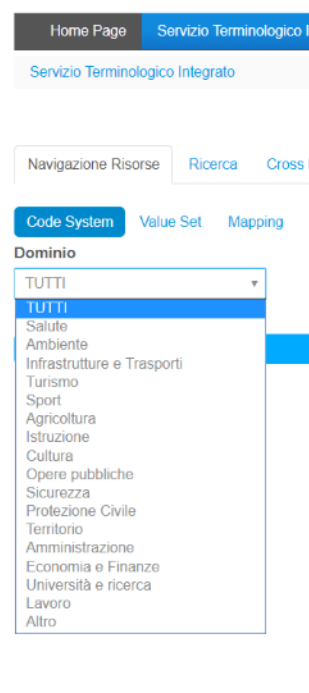 Home Page Servizio Terminologico
Servizio Terminologico Integrato
Navigazione Risorse Ricerca Cross
Code System Value Set Mapping
Dominio
TUTTI
TUTTI
Salute
Ambiente
Infrastrutture e Trasporti
Turismo
Sport
Agricoltura
Istruzione
Cultura
Opere pubbliche
Sicurezza
Protezione Civile
Territorio
Amministrazione
Economia e Finanze
Università e ricerca
Lavoro
Altro